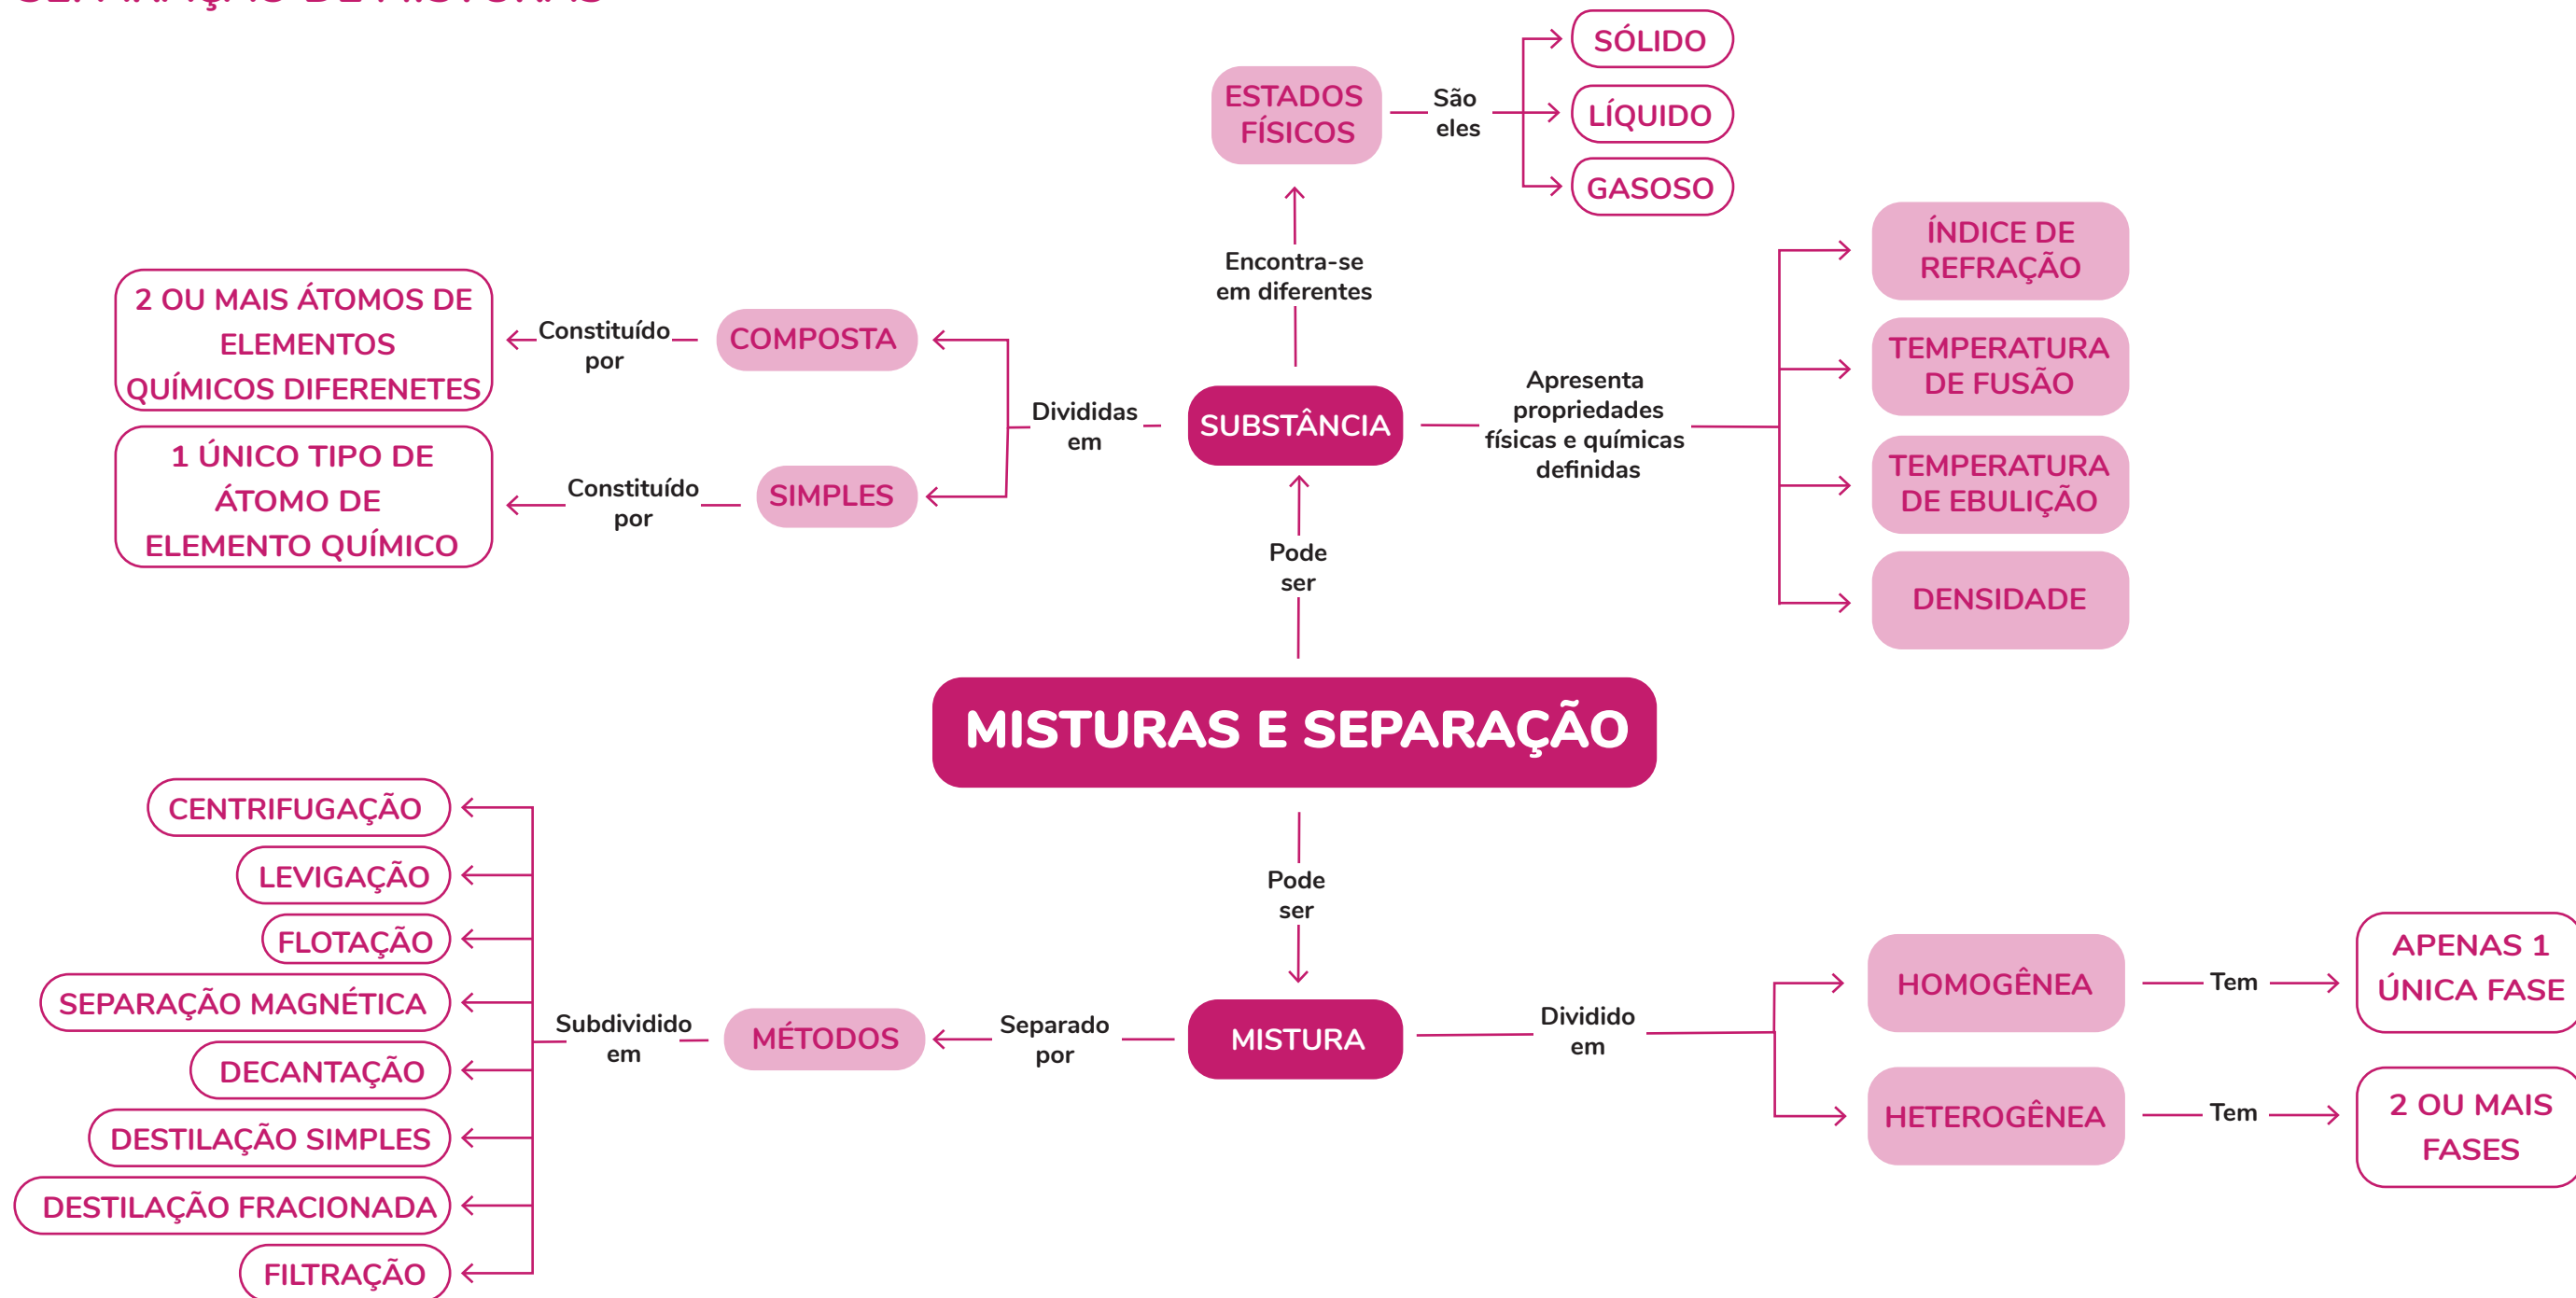 SÓLIDO
ESTADOS
FÍSICOS
São
eles
LÍQUIDO
GASOSO
Encontra-se
em diferentes
ÍNDICE DE
REFRAÇÃO
TEMPERATURA
DE FUSÃO
TEMPERATURA
DE EBULIÇÃO
DENSIDADE
Apresenta
propriedades
físicas e químicas
definidas
SUBSTÂNCIA
Divididas
em
COMPOSTA
Constituído
por
2 OU MAIS ÁTOMOS DE
ELEMENTOS
QUÍMICOS DIFERENETES
SIMPLES
Constituído
por
1 ÚNICO TIPO DE
ÁTOMO DE
ELEMENTO QUÍMICO
Pode
ser
MISTURAS E SEPARAÇÃO
Pode
ser
MISTURA
Separado
por
MÉTODOS
Subdividido
em
CENTRIFUGAÇÃO
LEVIGAÇÃO
FLOTAÇÃO
SEPARAÇÃO MAGNÉTICA
DECANTAÇÃO
DESTILAÇÃO SIMPLES
DESTILAÇÃO FRACIONADA
FILTRAÇÃO
Dividido
em
HOMOGÊNEA
Tem
APENAS 1
ÚNICA FASE
HETEROGÊNEA
Tem
2 OU MAIS
FASES